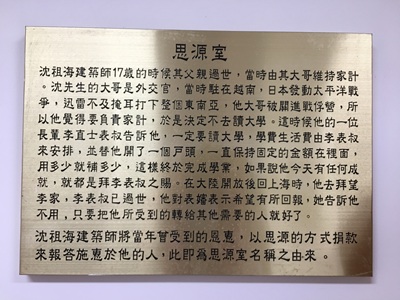 思源室
沈祖海建築師17歲的時候其父親過世，當時由其大哥維持家計
。沈先生的大哥是外交官，當時駐在越南，日本發動太平洋戰
爭，迅雷不及掩耳打下整個東南亞，他大哥被關進戰俘營，所
以他覺得要負責家計，於是決定不去讀大學。這時候他的一位
長輩李直士表叔告訴他，一定要讀大學，學費生活費由李表叔
來安排，並替他開了一個戶頭，一直保持固定的金額在裡面，
用多少就補多少，這樣終於完成學業，如果說他今天有任何成
就，就都是拜李表叔之賜。在大陸開放後回上海時，他去拜望
李家，李表叔已過世，他對表嬸表示希望有所回報，她告訴他
不用，只要把他所受到的轉給其他需要的人就好了。
沈祖海建築師將當年曾受到的恩惠，以思源的方式捐款
來報答施惠於他的人，此即為思源室名稱之由來。